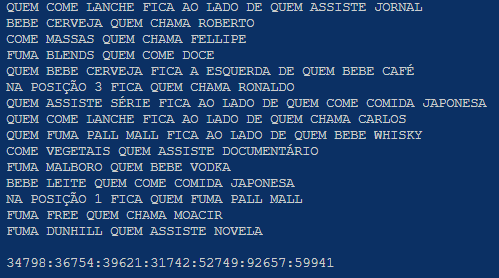 QUEM COME LANCHE FICA AO LADO DE QUEM ASSISTE JORNAL
BEBE CERVEJA QUEM CHAMA ROBERTO
COME MASSAS QUEM CHAMA FELLIPE
FUMA BLENDS QUEM COME DOCE
QUEM BEBE CERVEJA FICA A ESQUERDA DE QUEM BEBE CAFÉ
NA POSIÇÃO 3 FICA QUEM CHAMA RONALDO
QUEM ASSISTE SÉRIE FICA AO LADO DE QUEM COME COMIDA JAPONESA
QUEM COME LANCHE FICA AO LADO DE QUEM CHAMA CARLOS
QUEM FUMA PALL MALL FICA AO LADO DE QUEM BEBE WHISKY
COME VEGETAIS QUEM ASSISTE DOCUMENTÁRIO
FUMA MALBORO QUEM BEBE VODKA
BEBE LEITE QUEM COME COMIDA JAPONESA
NA POSIÇÃO 1 FICA QUEM FUMA PALL MALL
FUMA FREE QUEM CHAMA MOACIR
FUMA DUNHILL QUEM ASSISTE NOVELA
34798:36754:39621:31742:52749:92657:59941